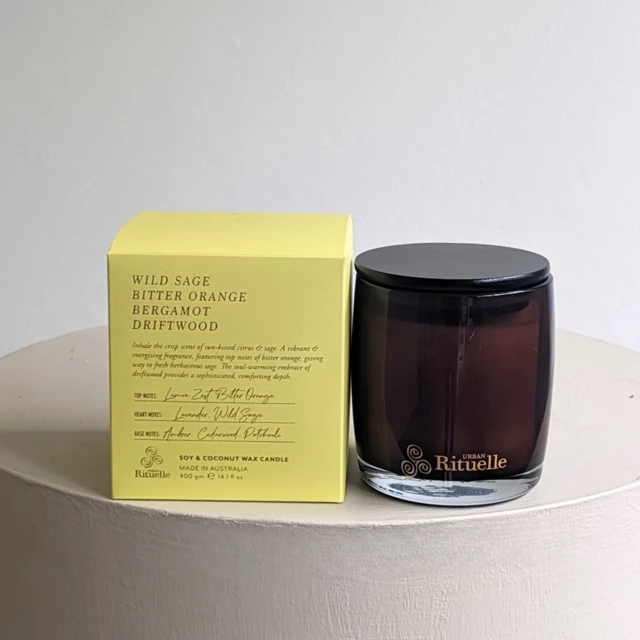 WILD SAGE
BITTER ORANGE
BERGAMOT
DRIFTWOOD
Inhale the crisp scent of sun-kissed citrus & sage. A vibrant &
energising fragrance, featuring top notes of bitter orange, giving
way to fresh herbaceous sage. The soul-warming embrace of
driftwood provides a sophisticated, comforting depth.
TOP NOTES: Lemon Zest Bitter Orange
HEART NOTES: Lavender, Wild Sage
BASE NOTES: Amber, Cedarwood, Patchouli
Rituelle
SOY & COCONUT WAX CANDLE
MADE IN AUSTRALIA
400 gm ℮ 14.1 fl oz
URBAN
Rituelle